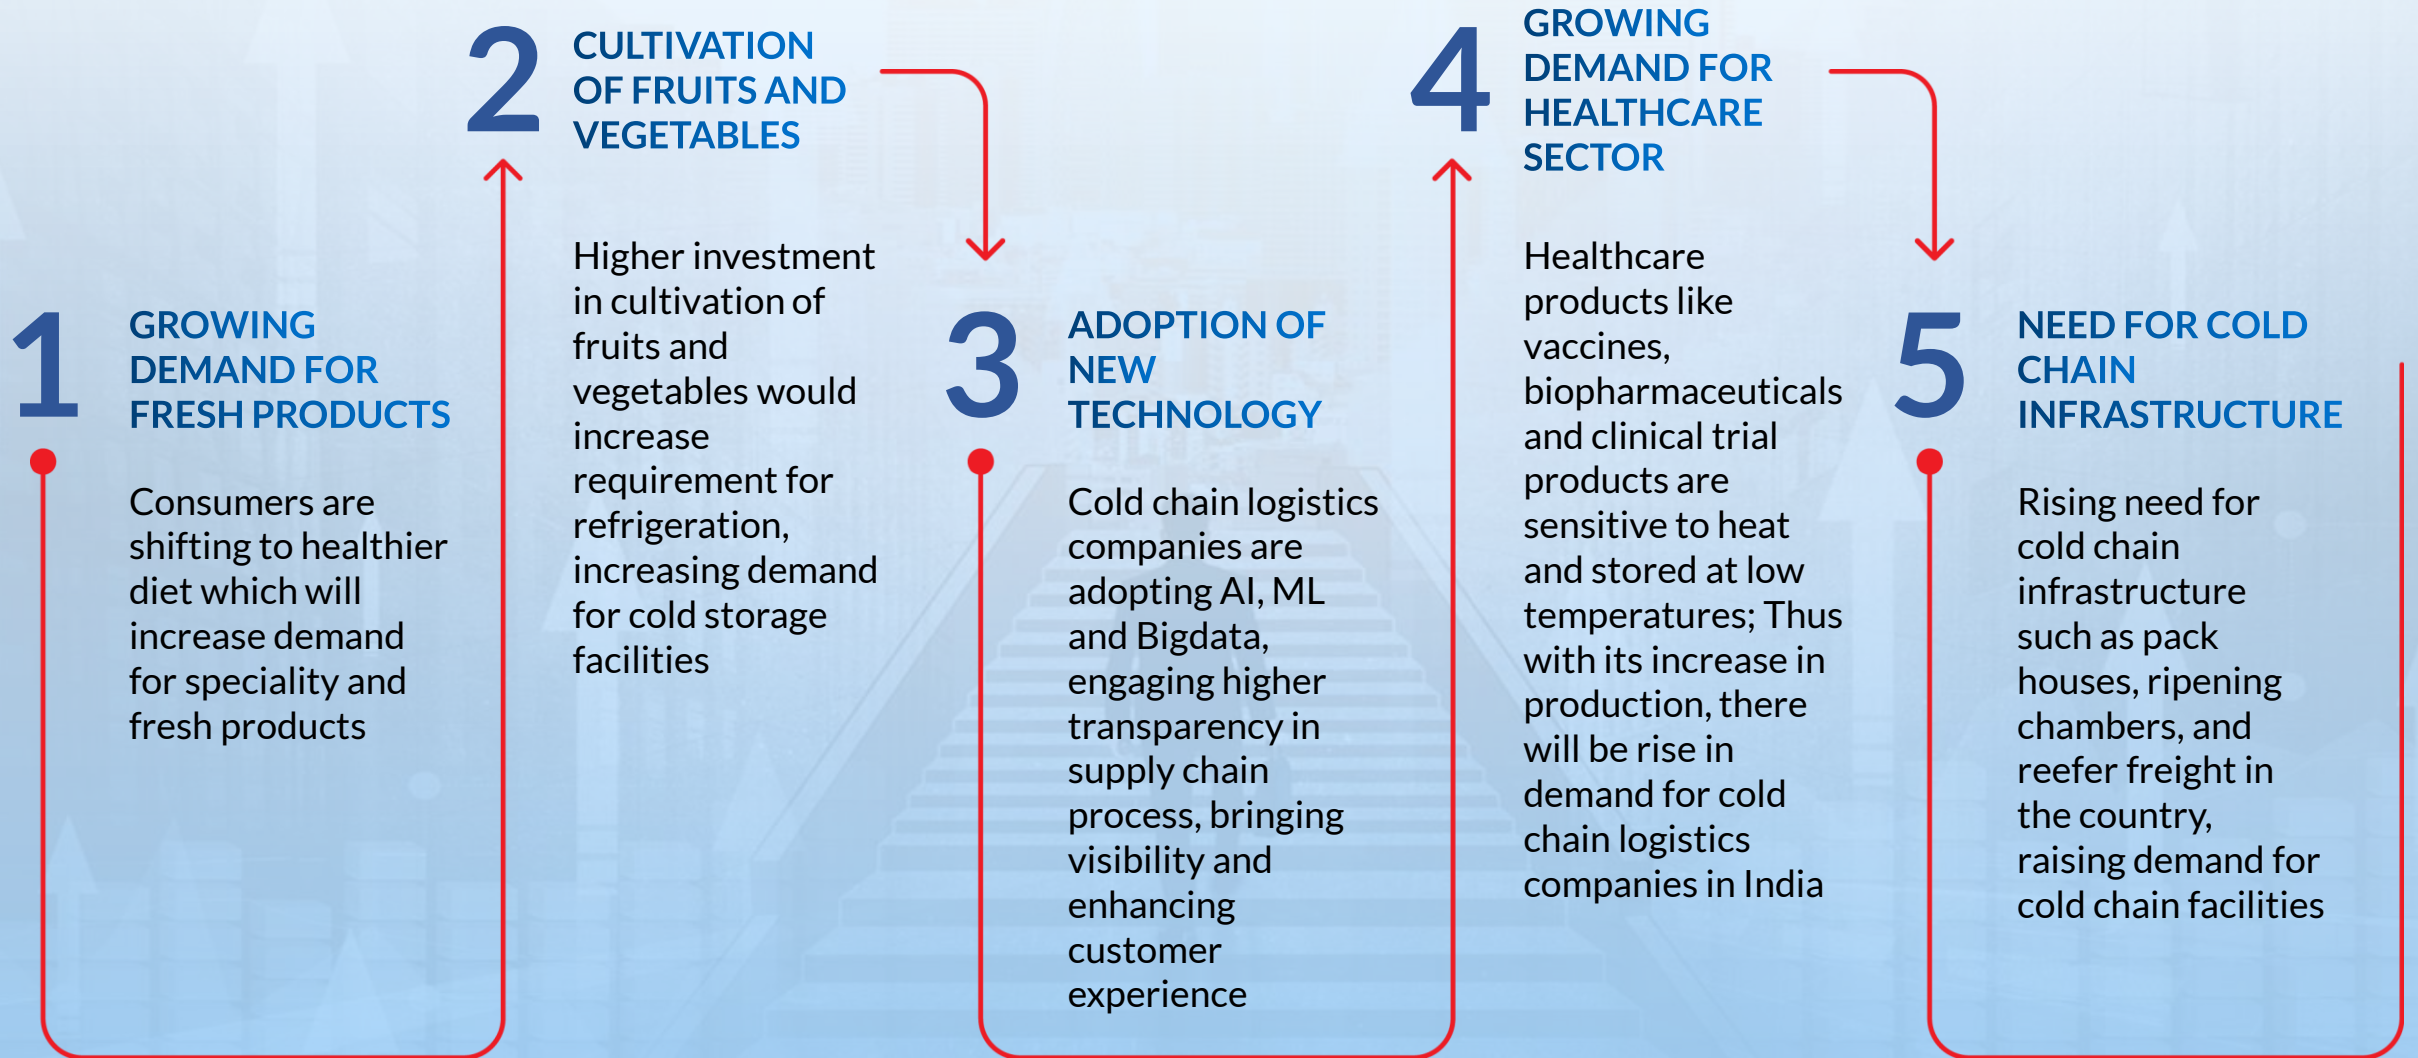 1
GROWING
DEMAND FOR
FRESH PRODUCTS
Consumers are
shifting to healthier
diet which will
increase demand
for speciality and
fresh products
2
CULTIVATION
OF FRUITS AND
VEGETABLES
Higher investment
in cultivation of
fruits and
vegetables would
increase
requirement for
refrigeration,
increasing demand
for cold storage
facilities
3
ADOPTION OF
NEW
TECHNOLOGY
Cold chain logistics
companies are
adopting AI, ML
and Bigdata,
engaging higher
transparency in
supply chain
process, bringing
visibility and
enhancing
customer
experience
4
GROWING
DEMAND FOR
HEALTHCARE
SECTOR
Healthcare
products like
vaccines,
biopharmaceuticals
and clinical trial
products are
sensitive to heat
and stored at low
temperatures; Thus
with its increase in
production, there
will be rise in
demand for cold
chain logistics
companies in India
5
NEED FOR COLD
CHAIN
INFRASTRUCTURE
Rising need for
cold chain
infrastructure
such as pack
houses, ripening
chambers, and
reefer freight in
the country,
raising demand for
cold chain facilities